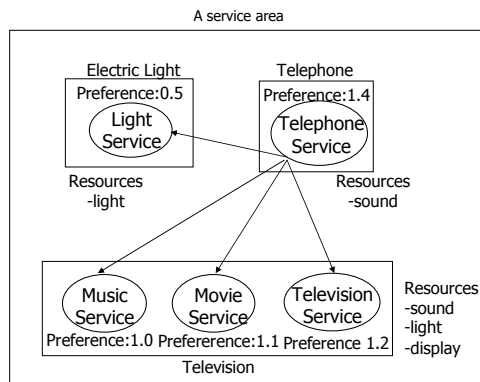 A service area
Electric Light
Preference:0.5
Light
Service
Resources
-light
Telephone
Preference:1.4
Telephone
Service
Resources
-sound
Music
Service
Preference:1.0
Movie
Service
Prefererence:1.1
Television
Service
Preference 1.2
Television
Resources
-sound
-light
-display